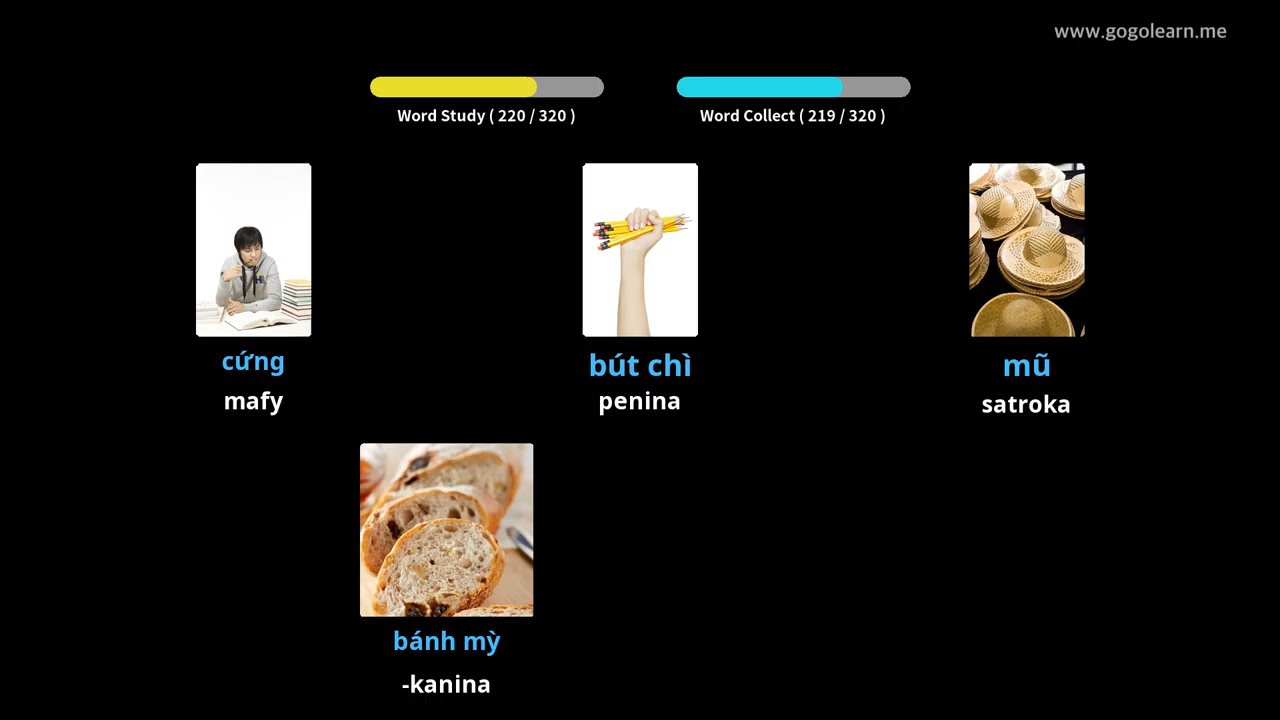 www.gogolearn.me
Word Study ( 220 / 320 )
Word Collect ( 219 / 320 )
cứng
mafy
bút chì
penina
mũ
satroka
bánh mỳ
-kanina